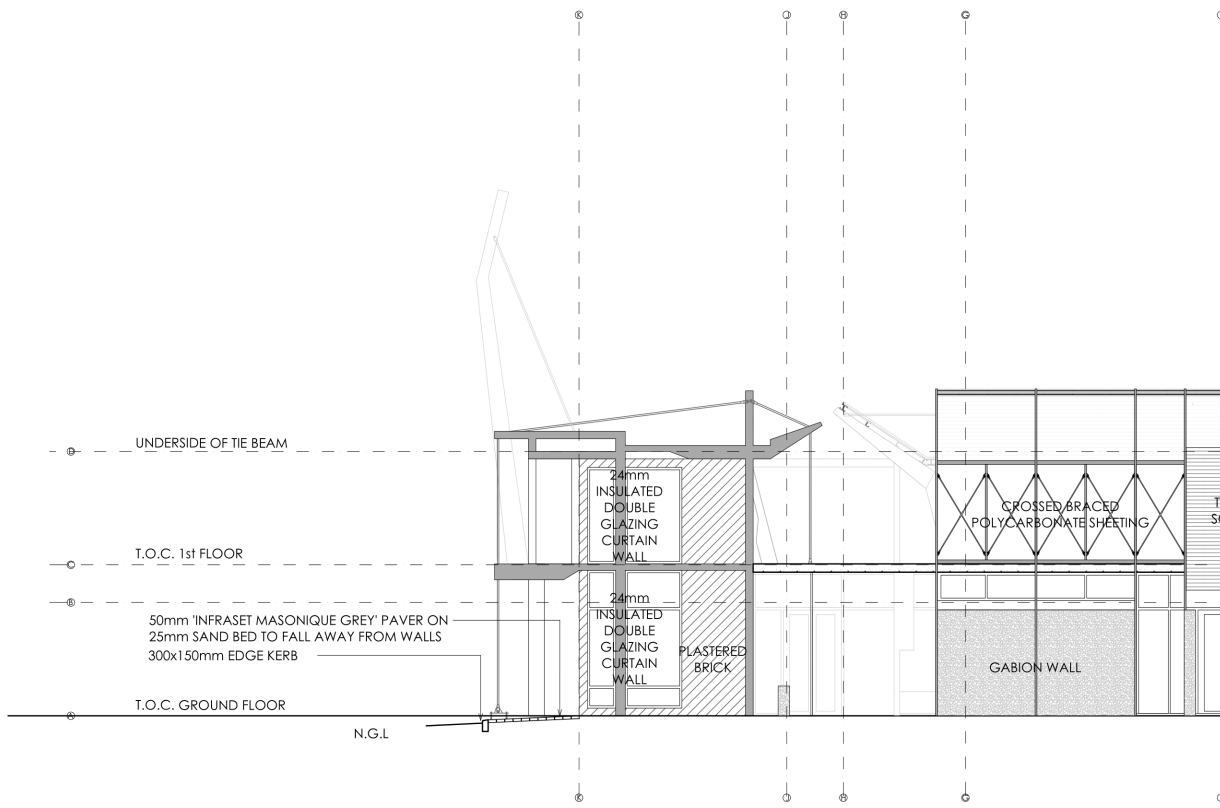 K
J
H
G
UNDERSIDE OF TIE BEAM
D
24mm
INSULATED
DOUBLE
GLAZING
CURTAIN
WALL
CROSSED BRACED
POLYCARBONATE SHEETING
T.O.C. 1st FLOOR
C
B
24mm
INSULATED
DOUBLE
GLAZING
CURTAIN
WALL
50mm 'INFRASET MASONIQUE GREY' PAVER ON
25mm SAND BED TO FALL AWAY FROM WALLS
300x150mm EDGE KERB
PLASTERED
BRICK
GABION WALL
T.O.C. GROUND FLOOR
A
N.G.L
K
J
H
G